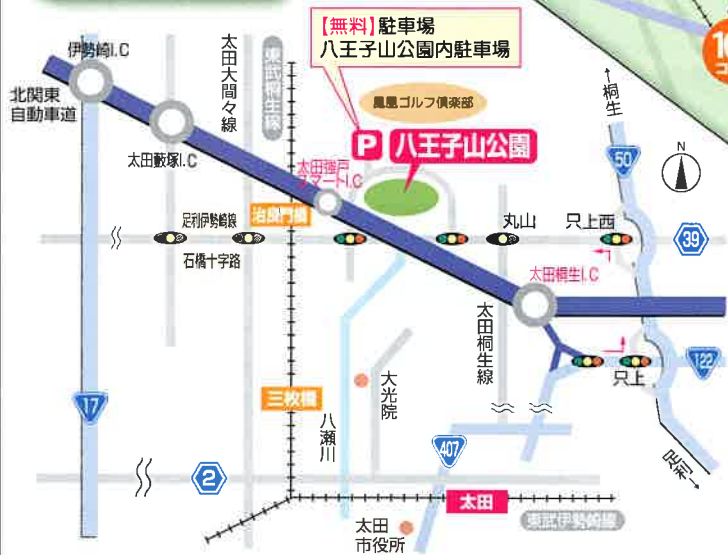 【無料】駐車場
八王子山公園内駐車場
伊勢崎I.C
北関東
自動車道
太田大間々線
東武桐生線
鳳凰ゴルフ倶楽部
P 八王子山公園
太田藪塚I.C
太田強戸
スマートI.C
↑桐生
50
N
足利伊勢崎線
治良門橋
石橋十字路
丸山
只上西
39
太田桐生I.C
太田桐生線
17
三枚橋
八瀬川
大光院
只上
122
407
2
足利→
太田
東武伊勢崎線
太田
市役所